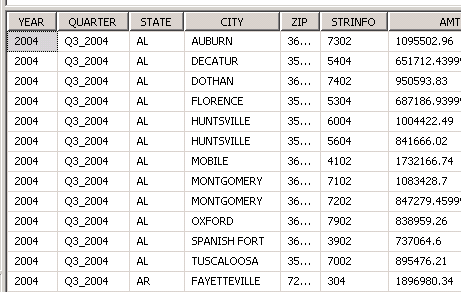 YEAR QUARTER STATE CITY ZIP STRINFO AMT
2004 Q3_2004 AL AUBURN 36... 7302 1095502.96
2004 Q3_2004 AL DECATUR 35... 5404 651712.4399
2004 Q3_2004 AL DOTHAN 36... 7402 950593.83
2004 Q3_2004 AL FLORENCE 35... 5304 687186.9399
2004 Q3_2004 AL HUNTSVILLE 35... 6004 1004422.49
2004 Q3_2004 AL HUNTSVILLE 35... 5604 841666.02
2004 Q3_2004 AL MOBILE 36... 4102 1732166.74
2004 Q3_2004 AL MONTGOMERY 36... 7102 1083428.7
2004 Q3_2004 AL MONTGOMERY 36... 7202 847279.4599
2004 Q3_2004 AL OXFORD 36... 7902 838959.26
2004 Q3_2004 AL SPANISH FORT 36... 3902 737064.6
2004 Q3_2004 AL TUSCALOOSA 35... 7002 895476.21
2004 Q3_2004 AR FAYETTEVILLE 72... 304 1896980.34